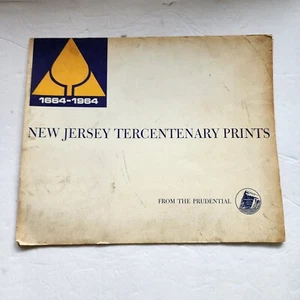 1664-1964
NEW JERSEY TERCENTENARY PRINTS
FROM THE PRUDENTIAL